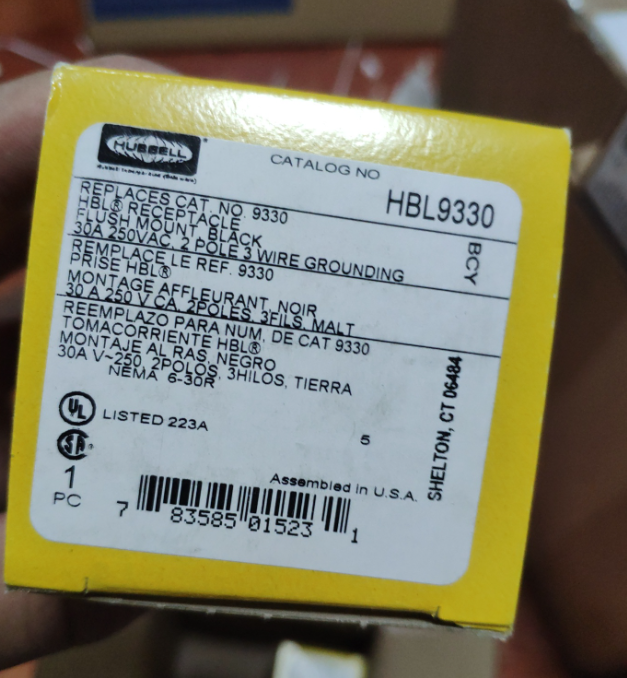 HUBBELL
CATALOG NO
HBL9330
REPLACES CAT. NO. 9330
HBL® RECEPTACLE
FLUSH MOUNT, BLACK
30A 250VAC, 2 POLE 3 WIRE GROUNDING
BCY
REMPLACE LE REF. 9330
PRISE HBL®
MONTAGE AFFLEURANT, NOIR
30 A 250 V CA, 2POLES, 3FILS, MALT
REEMPLAZO PARA NUM. DE CAT 9330
TOMACORRIENTE HBL®
MONTAJE AL RAS, NEGRO
30A V~250, 2POLOS, 3HILOS, TIERRA
NEMA 6-30R
UL
LISTED 223A
5
SHELTON, CT 06484
SA
1
PC
Assembled in U.S.A.
7 83585 01523 1